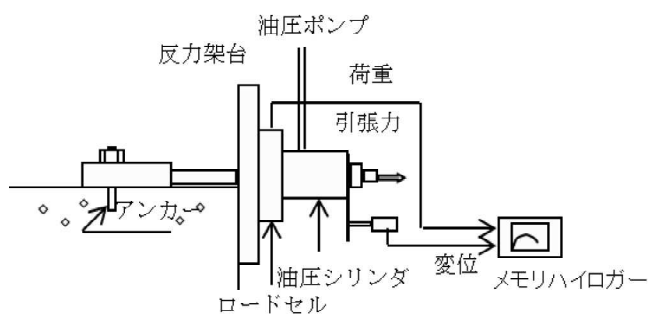 油圧ポンプ
反力架台
荷重
引張力
アンカー
変位
油圧シリンダ
メモリハイロガー
ロードセル